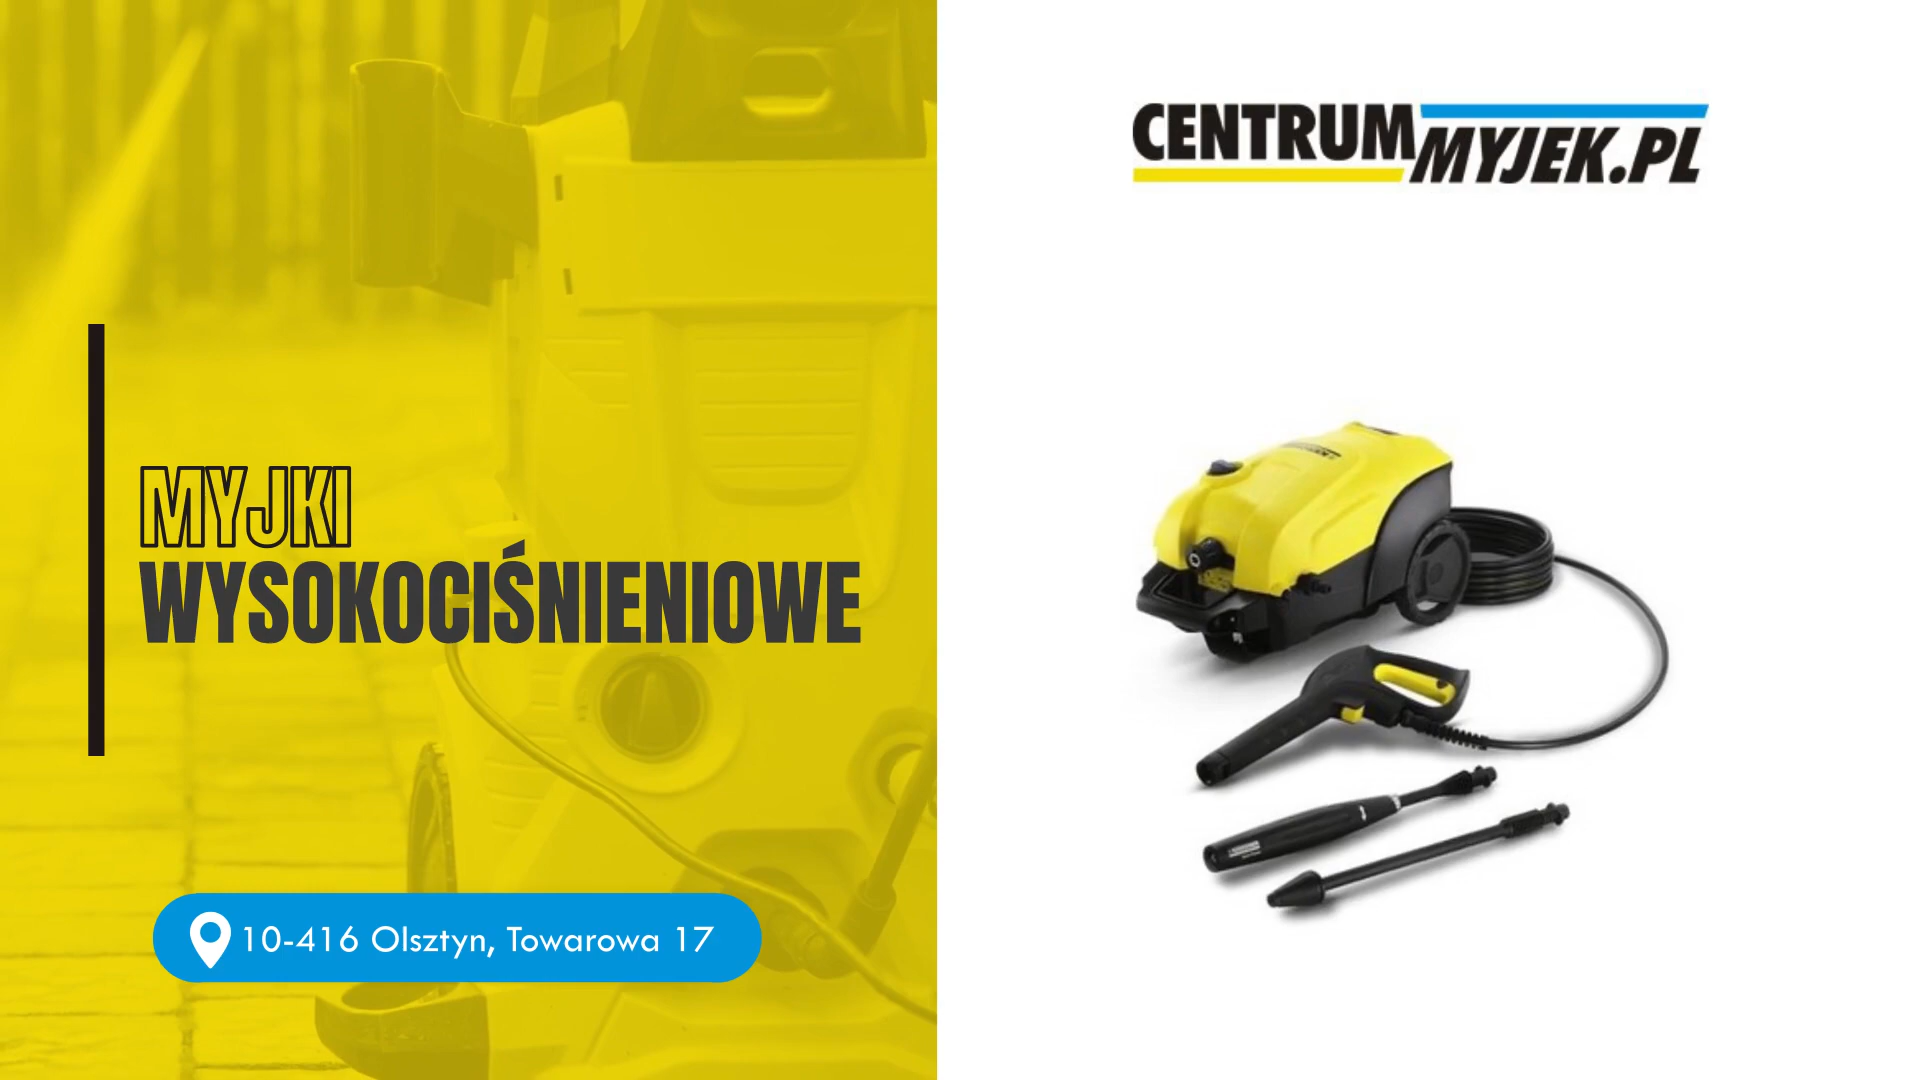 MYJKI
WYSOKOCIŚNIENIOWE
10-416 Olsztyn, Towarowa 17
CENTRUM
MYJEK.PL